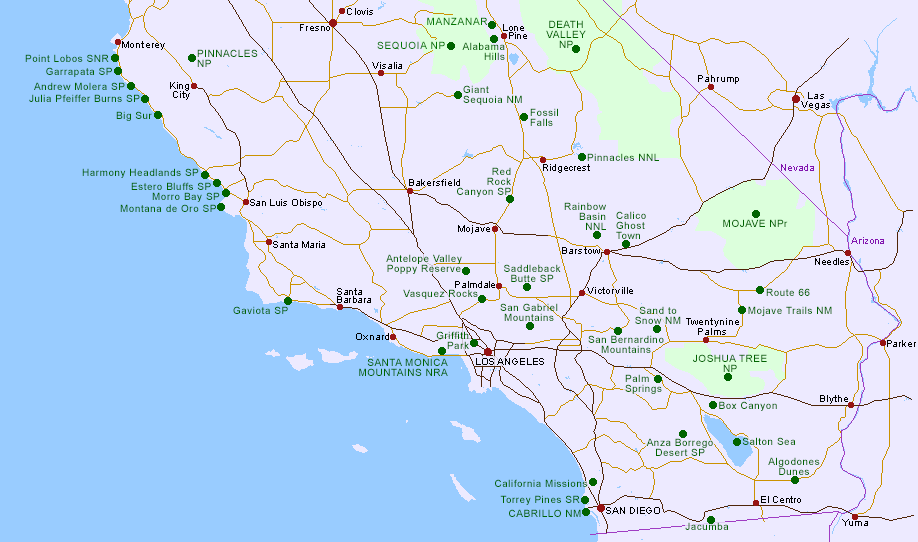 Clovis
Fresno
MANZANAR
Lone
Pine
DEATH
VALLEY
NP
Monterey
SEQUOIA NP
Alabama
Hills
Point Lobos SNR
PINNACLES
NP
Garrapata SP
Visalia
Pahrump
Andrew Molera SP
King
City
Giant
Sequoia NM
Las
Vegas
Julia Pfeiffer Burns SP
Big Sur
Fossil
Falls
Pinnacles NNL
Ridgecrest
Nevada
Harmony Headlands SP
Estero Bluffs SP
Morro Bay SP
Montana de Oro SP
San Luis Obispo
Bakersfield
Red
Rock
Canyon SP
Rainbow
Basin
NNL
Calico
Ghost
Town
MOJAVE NPr
Mojave
Santa Maria
Barstow
Arizona
Needles
Antelope Valley
Poppy Reserve
Saddleback
Butte SP
Palmdale
Vasquez Rocks
Victorville
Route 66
Santa
Barbara
Gaviota SP
San Gabriel
Mountains
Sand to
Snow NM
Mojave Trails NM
Twentynine
Palms
Oxnard
Griffith
Park
San Bernardino
Mountains
Parker
SANTA MONICA
MOUNTAINS NRA
LOS ANGELES
JOSHUA TREE
NP
Palm
Springs
Blythe
Box Canyon
Anza Borrego
Desert SP
Salton Sea
Algodones
Dunes
California Missions
Torrey Pines SR
CABRILLO NM
SAN DIEGO
El Centro
Jacumba
Yuma